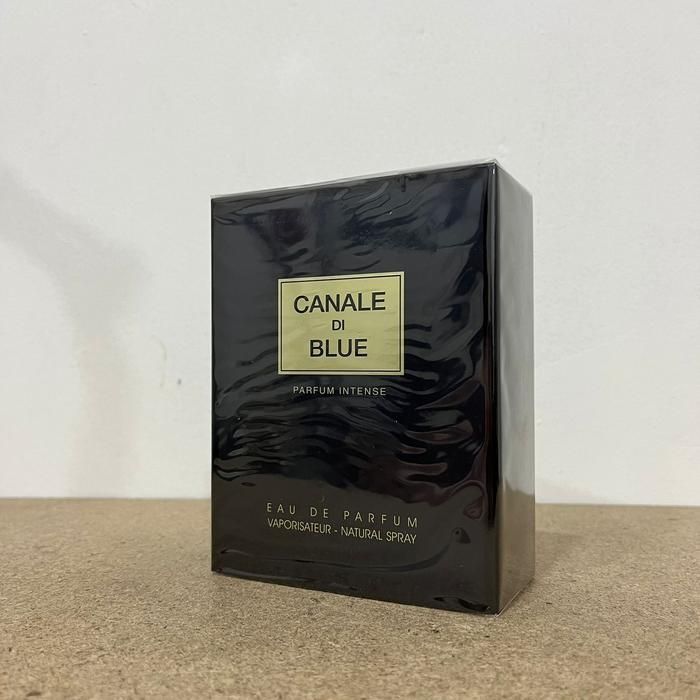 CANALE
DI
BLUE
PARFUM INTENSE
EAU DE PARFUM
VAPORISATEUR - NATURAL SPRAY